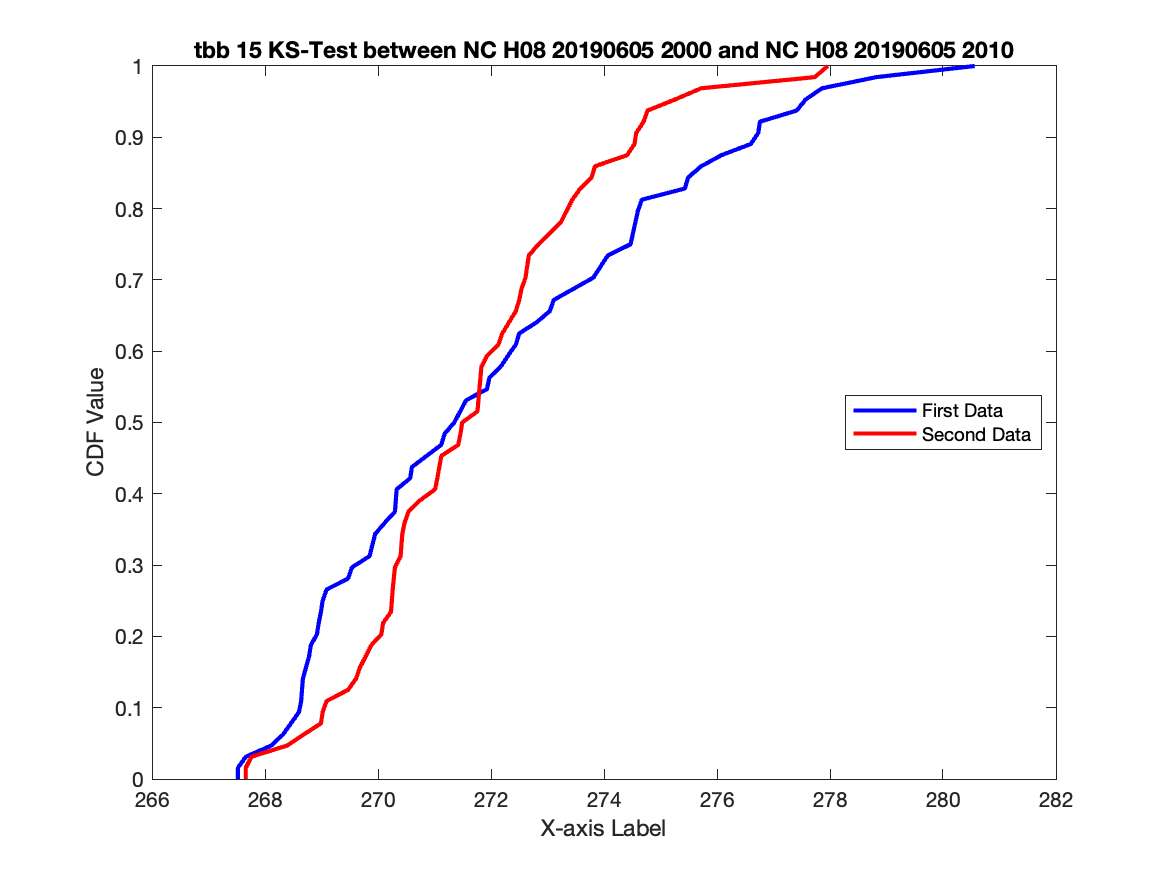 tbb 15 KS-Test between NC H08 20190605 2000 and NC H08 20190605 2010
1
0.9
0.8
0.7
0.6
0.5
0.4
0.3
0.2
0.1
0
CDF Value
First Data
Second Data
266 268 270 272 274 276 278 280 282
X-axis Label